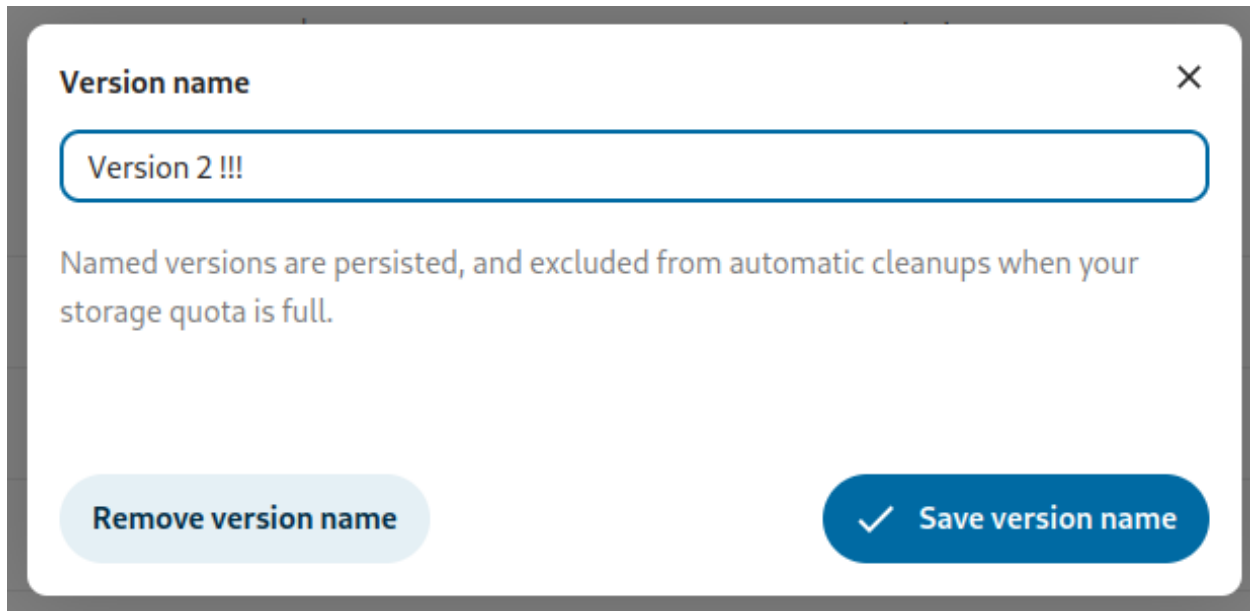 Version name
Version 2 !!!
Named versions are persisted, and excluded from automatic cleanups when your
storage quota is full.
Remove version name
Save version name